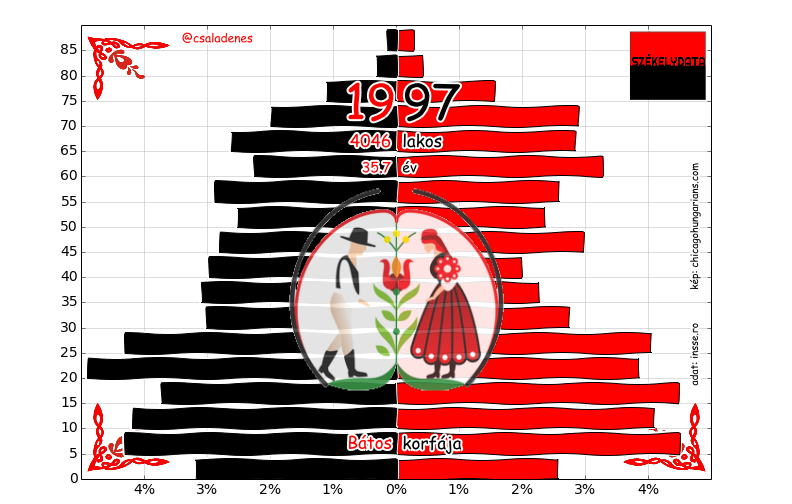 @csaladenes
SZÉKELYDATA
1997
4046 lakos
35.7 év
Bátos korfája
kép: chicagohungarians.com
adat: insse.ro
85
80
75
70
65
60
55
50
45
40
35
30
25
20
15
10
5
0
4% 3% 2% 1% 0% 1% 2% 3% 4%